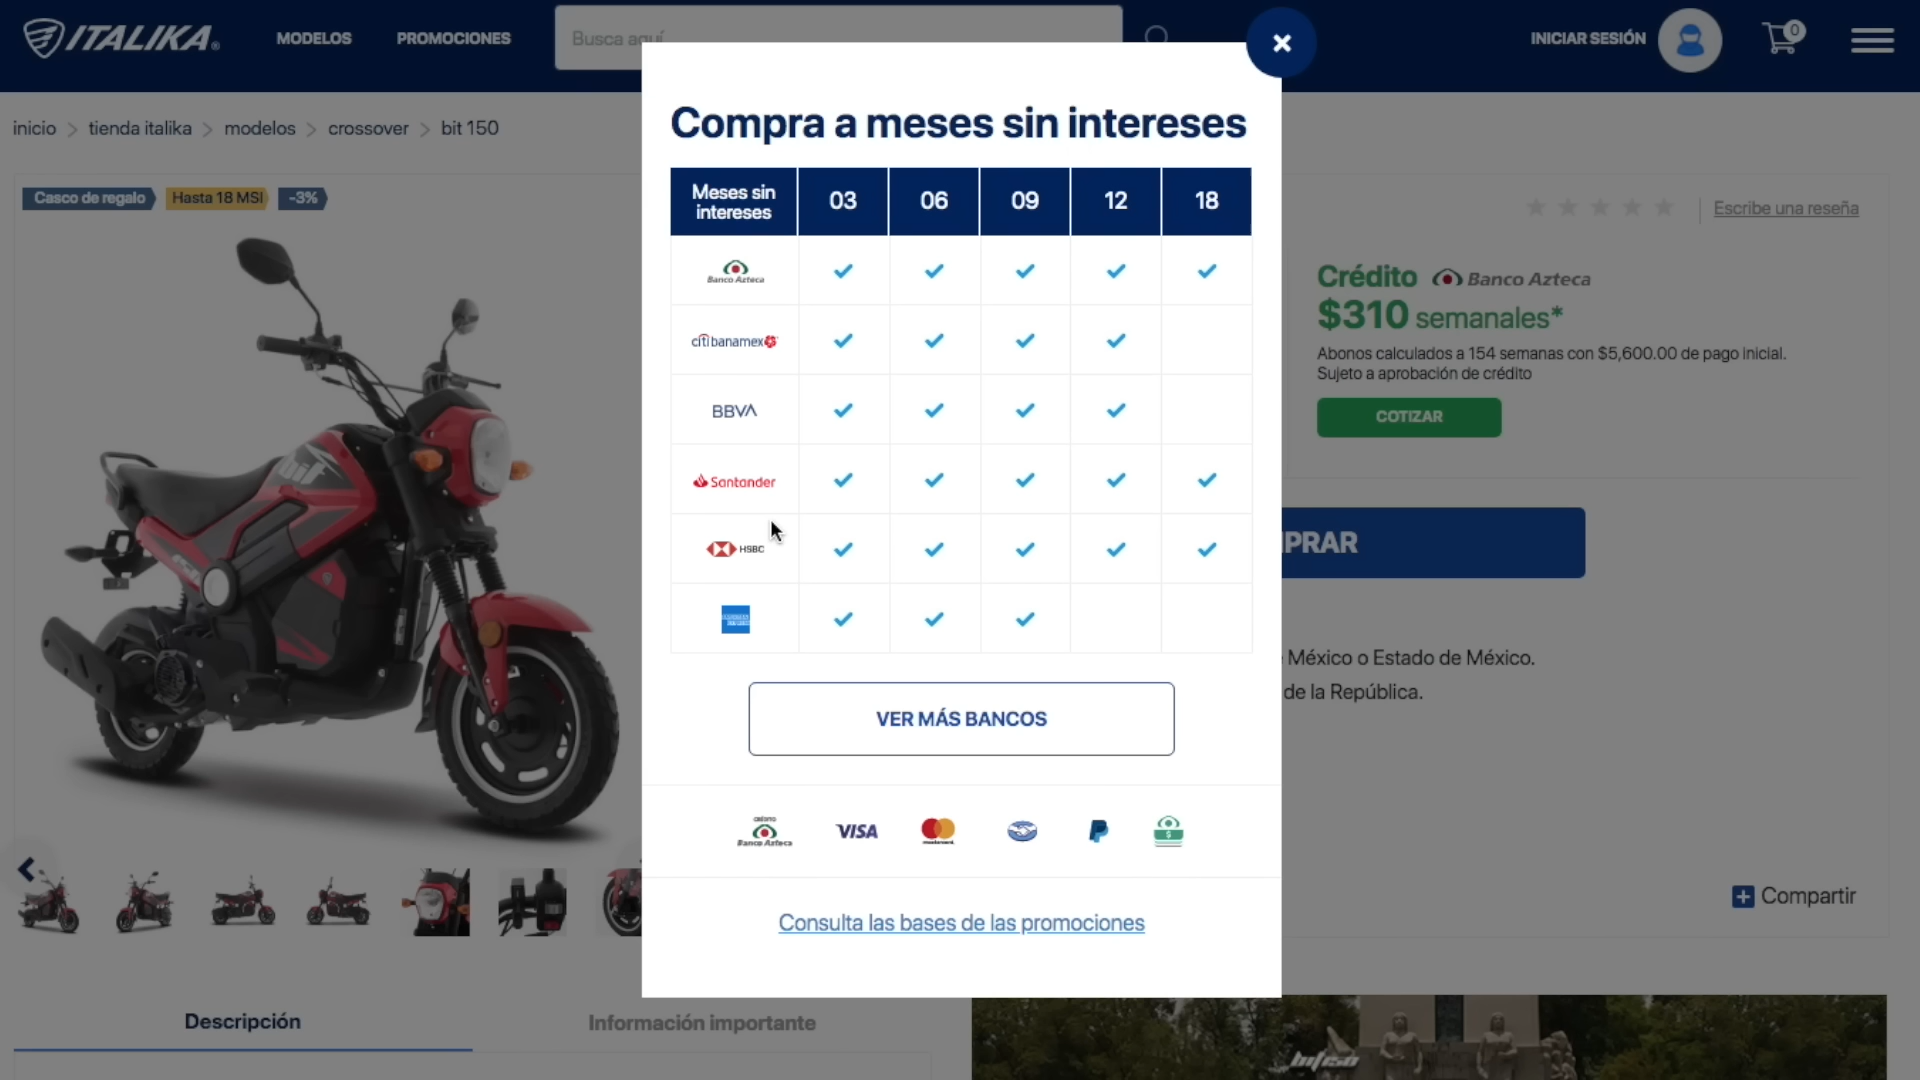 ITALIKA
MODELOS
PROMOCIONES
Busca aquí
INICIAR SESIÓN
0
inicio > tienda italika > modelos > crossover > bit 150
Casco de regalo
Hasta 18 MSI
-3%
Compra a meses sin intereses
Meses sin intereses
03
06
09
12
18
Banco Azteca
citibanamex
BBVA
Santander
HSBC
VER MÁS BANCOS
Banco Azteca
VISA
mastercard
Consulta las bases de las promociones
Escribe una reseña
Crédito Banco Azteca
$310 semanales*
Abonos calculados a 154 semanas con $5,600.00 de pago inicial.
Sujeto a aprobación de crédito
COTIZAR
PRAR
México o Estado de México.
de la República.
Compartir
Descripción
Información importante
bit150
bit